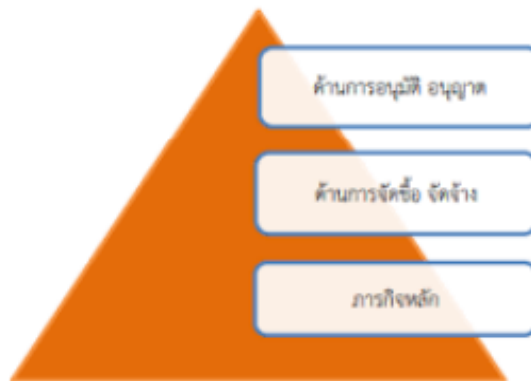 ด้านการอนุมัติ อนุญาต
ด้านการจัดซื้อ จัดจ้าง
ภารกิจหลัก